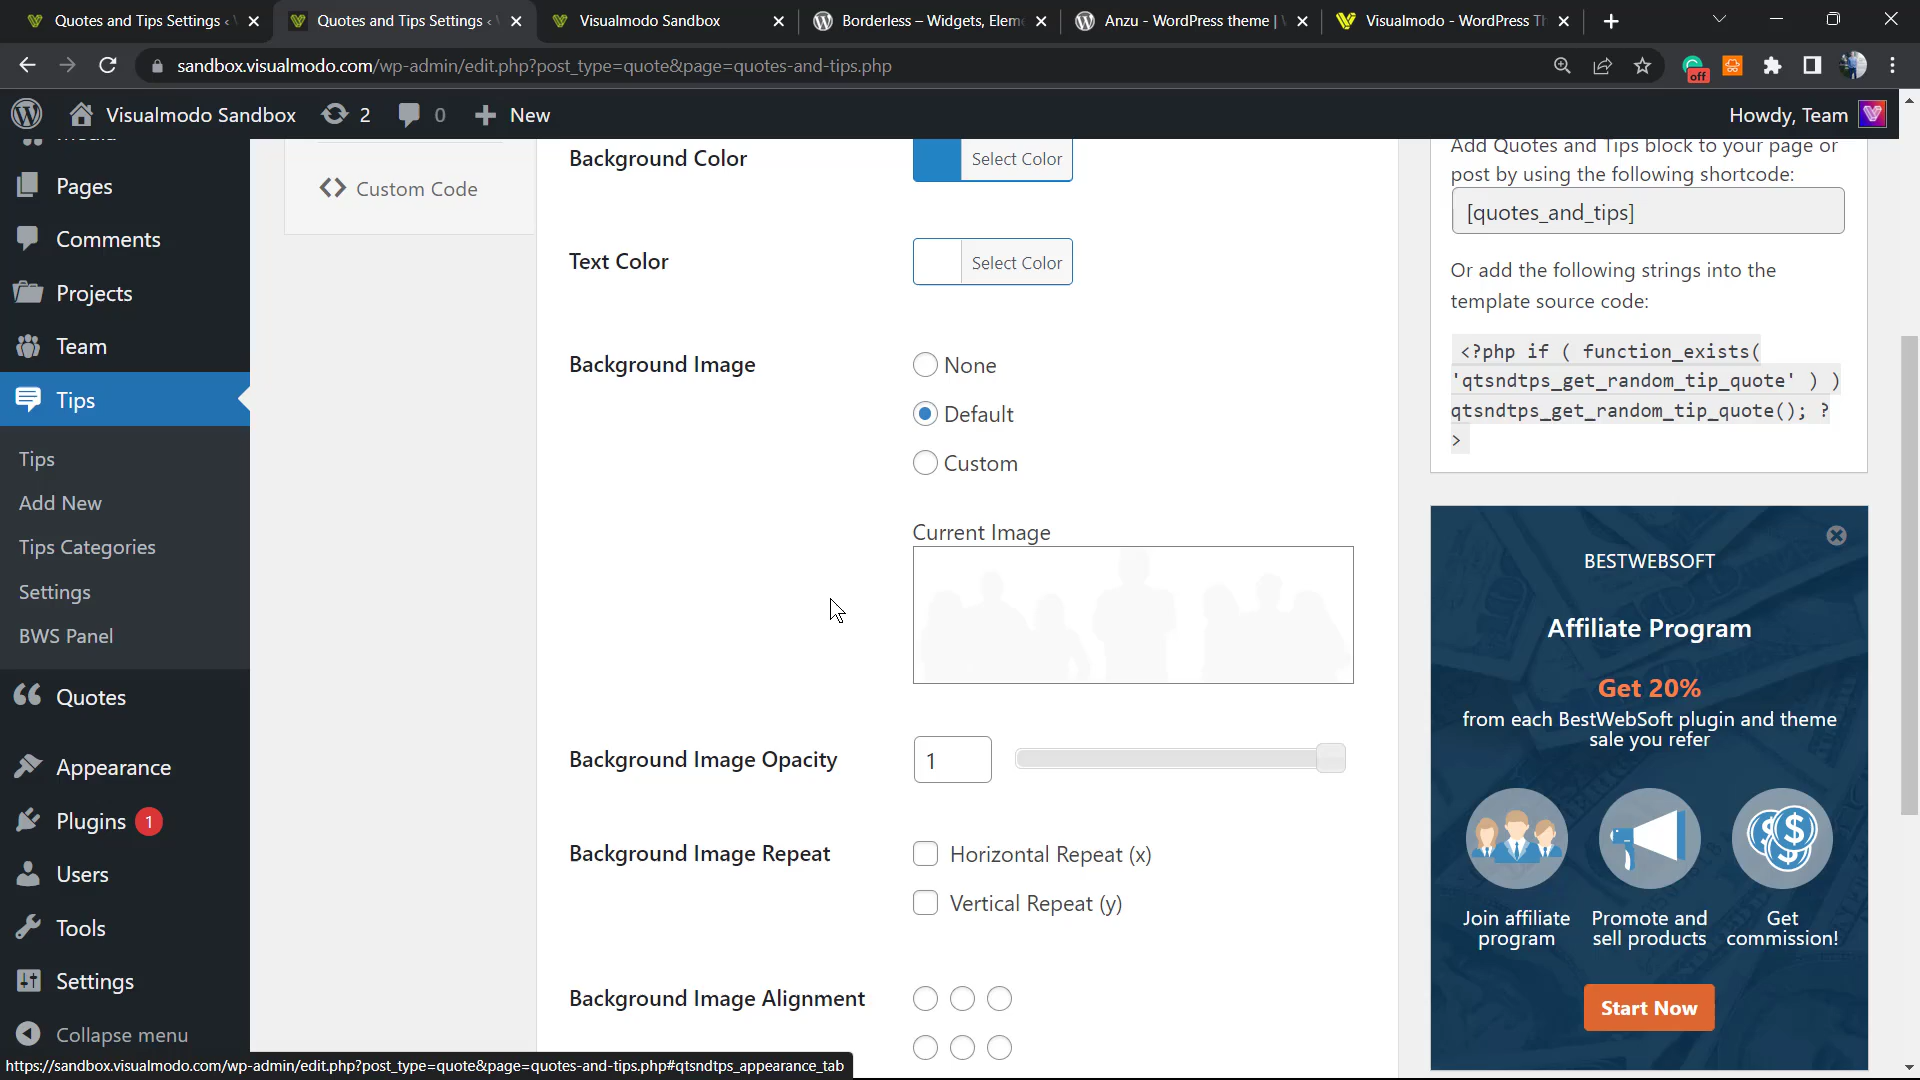 Quotes and Tips Settings ‹
Quotes and Tips Settings ‹
Visualmodo Sandbox
Borderless – Widgets, Elem
Anzu - WordPress theme |
Visualmodo - WordPress Th
sandbox.visualmodo.com/wp-admin/edit.php?post_type=quote&page=quotes-and-tips.php
off
Visualmodo Sandbox
2
0
New
Howdy, Team
Media
Pages
Comments
Projects
Team
Tips
Tips
Add New
Tips Categories
Settings
BWS Panel
Quotes
Appearance
Plugins 1
Users
Tools
Settings
Collapse menu
Custom Code
Background Color
Select Color
Text Color
Select Color
Background Image
None
Default
Custom
Current Image
Background Image Opacity
1
Background Image Repeat
Horizontal Repeat (x)
Vertical Repeat (y)
Background Image Alignment
Add Quotes and Tips block to your page or
post by using the following shortcode:
[quotes_and_tips]
Or add the following strings into the
template source code:
<?php if ( function_exists(
'qtsndtps_get_random_tip_quote' ) )
qtsndtps_get_random_tip_quote(); ?
>
BESTWEBSOFT
Affiliate Program
Get 20%
from each BestWebSoft plugin and theme
sale you refer
Join affiliate
program
Promote and
sell products
Get
commission!
Start Now
https://sandbox.visualmodo.com/wp-admin/edit.php?post_type=quote&page=quotes-and-tips.php#qtsndtps_appearance_tab